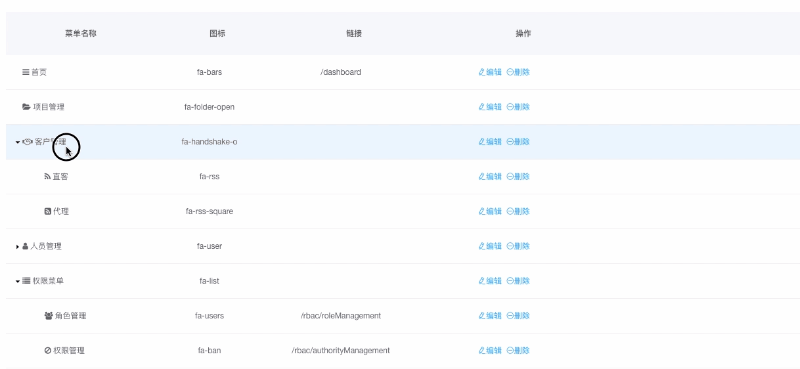 菜单名称 图标 链接 操作
首页 fa-bars /dashboard 编辑 删除
项目管理 fa-folder-open 编辑 删除
客户管理 fa-handshake-o 编辑 删除
直客 fa-rss 编辑 删除
代理 fa-rss-square 编辑 删除
人员管理 fa-user 编辑 删除
权限菜单 fa-list 编辑 删除
角色管理 fa-users /rbac/roleManagement 编辑 删除
权限管理 fa-ban /rbac/authorityManagement 编辑 删除